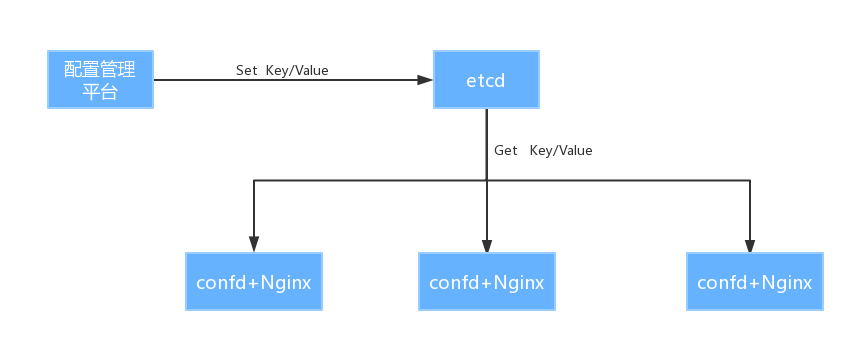 配置管理
平台
Set Key/Value
etcd
Get Key/Value
confd+Nginx
confd+Nginx
confd+Nginx